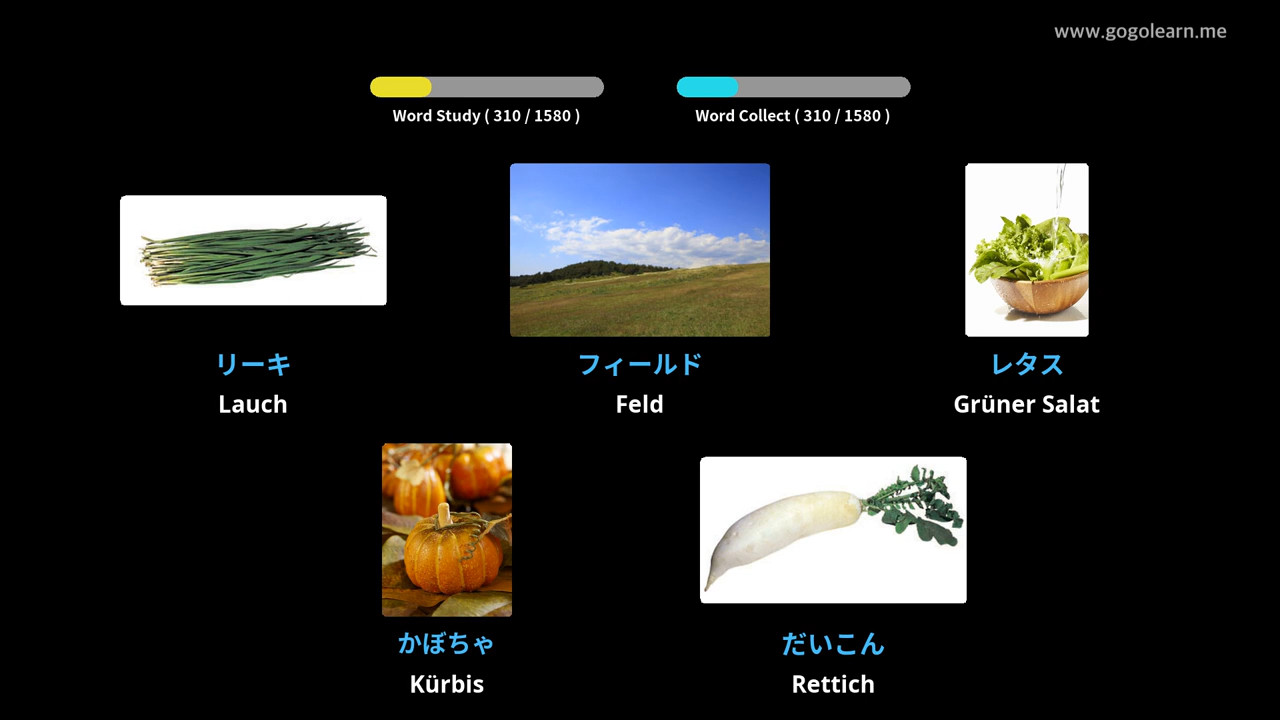 www.gogolearn.me
Word Study ( 310 / 1580 )
Word Collect ( 310 / 1580 )
リーキ
フィールド
レタス
Lauch
Feld
Grüner Salat
かぼちゃ
だいこん
Kürbis
Rettich